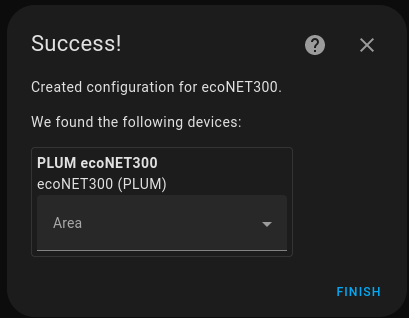 Success!
Created configuration for ecoNET300.
We found the following devices:
PLUM ecoNET300
ecoNET300 (PLUM)
Area
FINISH